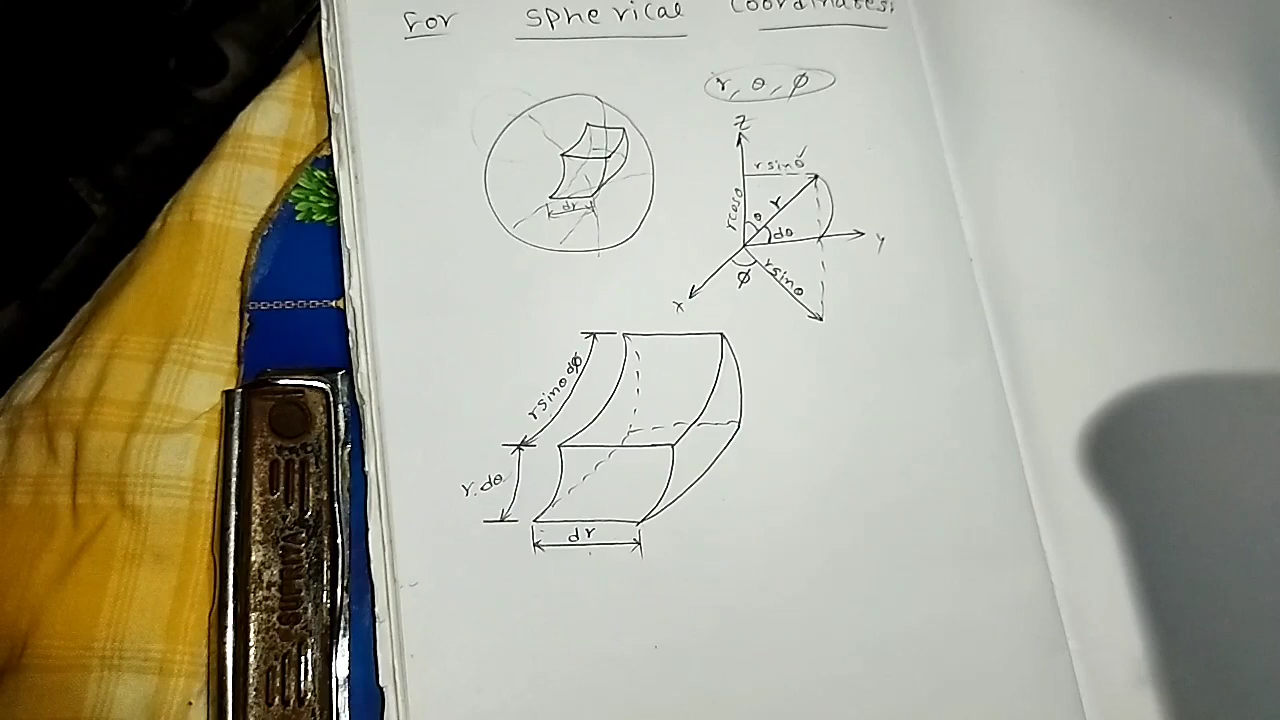 For Spherical Coordinates:
r, θ, φ
Z
r sinθ
r cosθ
r
θ
dθ
Y
φ
r sinθ
X
dr
r sinθ dφ
r.dθ
dr